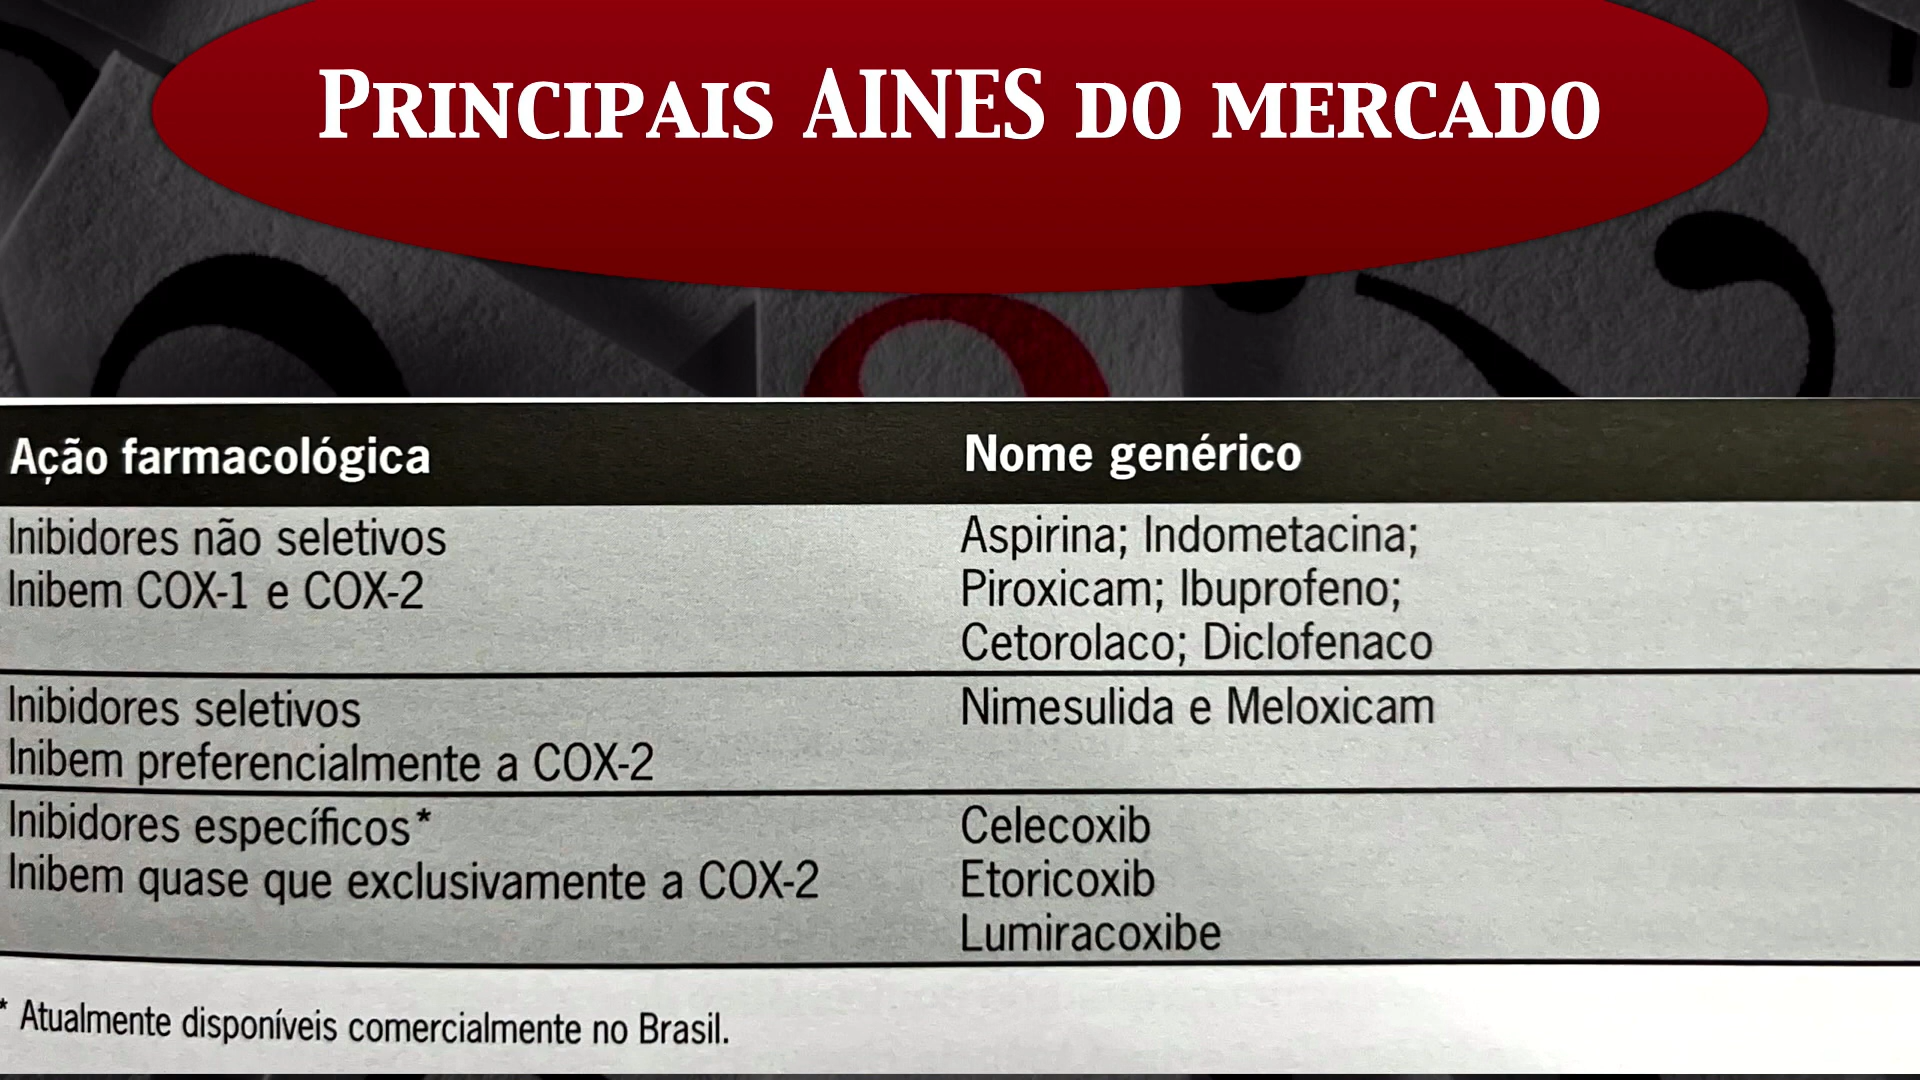 Principais AINES do mercado
Ação farmacológica
Nome genérico
Inibidores não seletivos
Inibem COX-1 e COX-2
Aspirina; Indometacina;
Piroxicam; Ibuprofeno;
Cetorolaco; Diclofenaco
Inibidores seletivos
Inibem preferencialmente a COX-2
Nimesulida e Meloxicam
Inibidores específicos*
Inibem quase que exclusivamente a COX-2
Celecoxib
Etoricoxib
Lumiracoxibe
* Atualmente disponíveis comercialmente no Brasil.